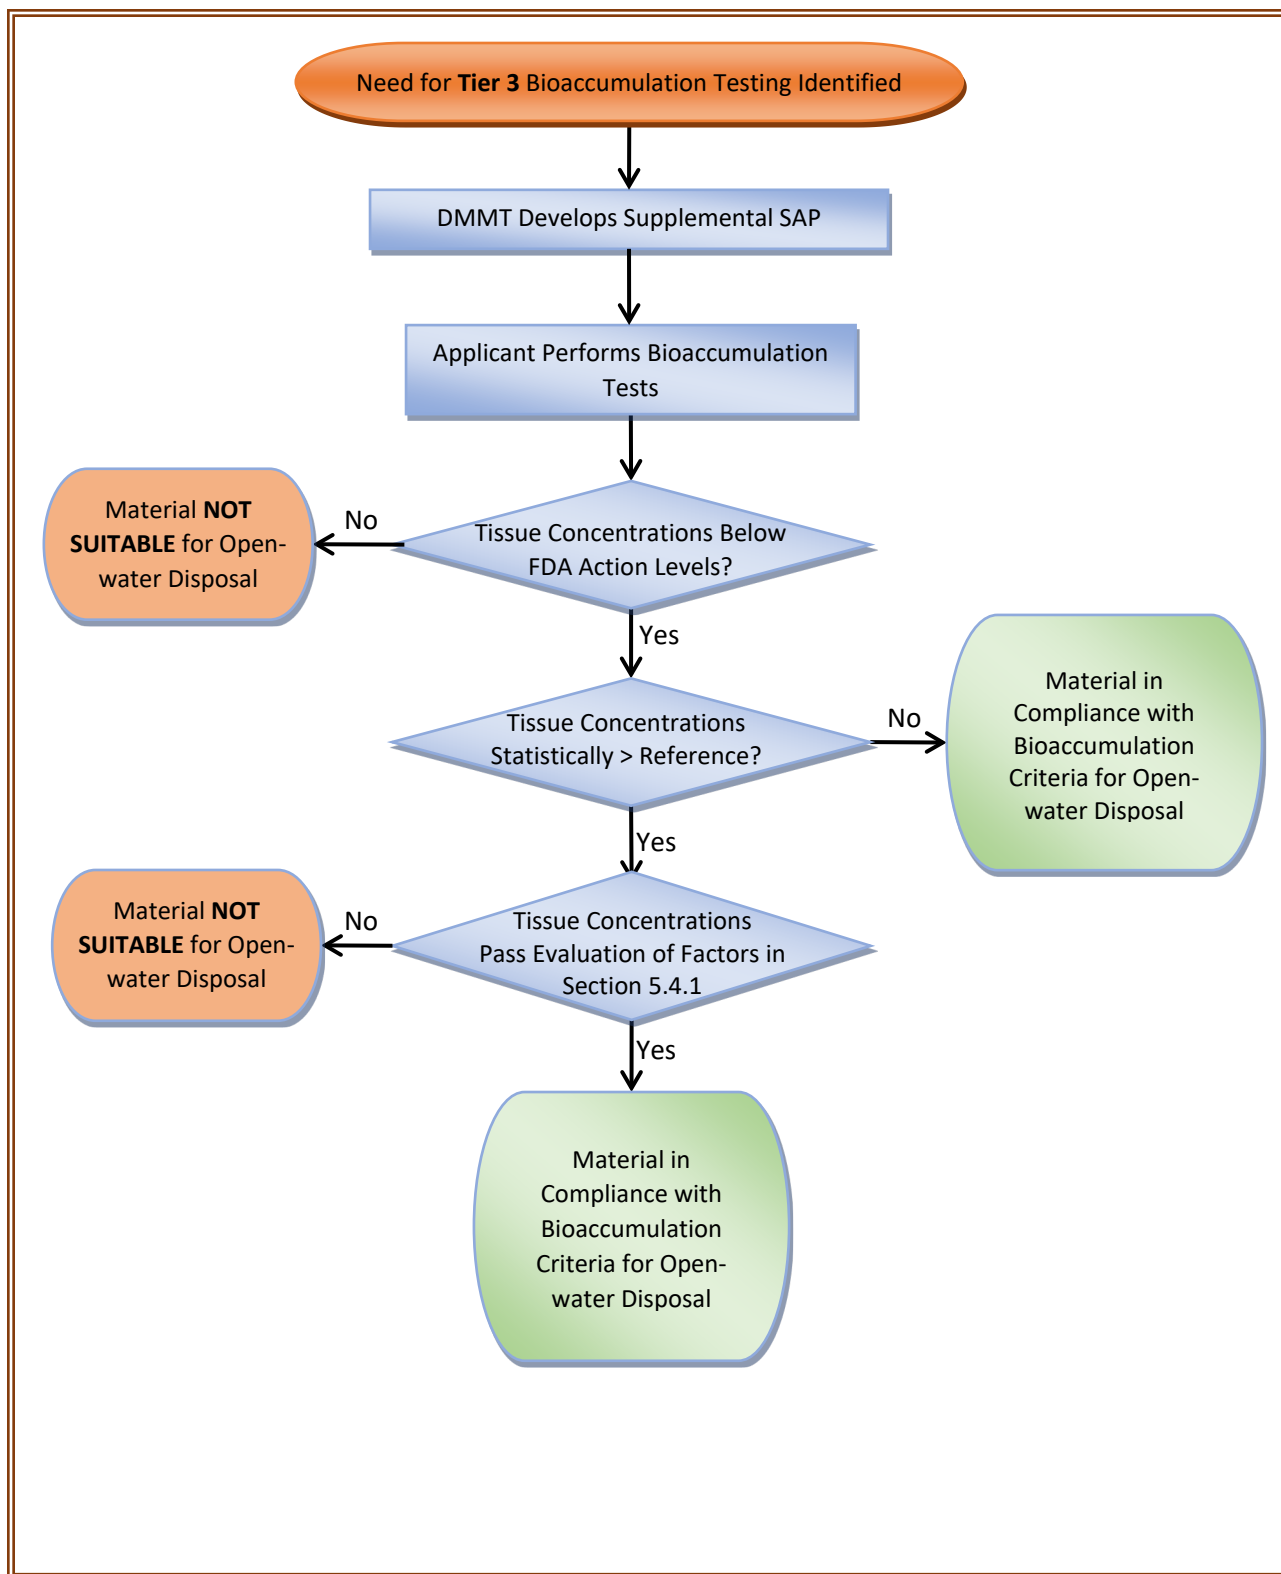 Need for Tier 3 Bioaccumulation Testing Identified
DMMT Develops Supplemental SAP
Applicant Performs Bioaccumulation
Tests
Tissue Concentrations Below
FDA Action Levels?
No
Material NOT
SUITABLE for Open-
water Disposal
Yes
Tissue Concentrations
Statistically > Reference?
No
Material in
Compliance with
Bioaccumulation
Criteria for Open-
water Disposal
Yes
Tissue Concentrations
Pass Evaluation of Factors in
Section 5.4.1
No
Material NOT
SUITABLE for Open-
water Disposal
Yes
Material in
Compliance with
Bioaccumulation
Criteria for Open-
water Disposal